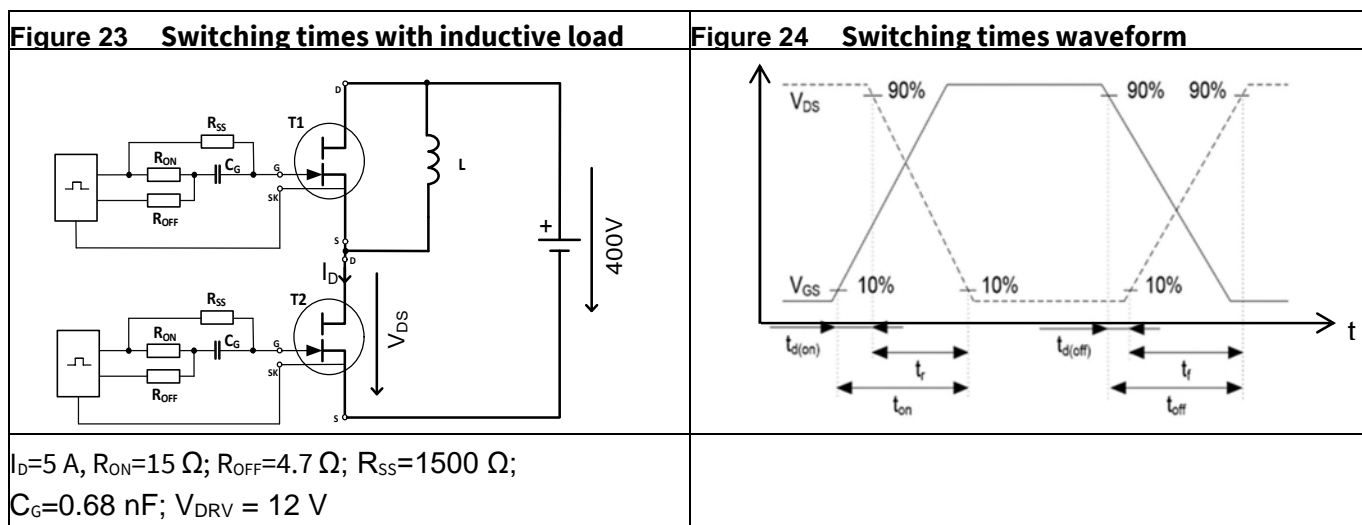 Figure 23 Switching times with inductive load
Figure 24 Switching times waveform
D
RSS
T1
RON
CG
G
L
SK
ROFF
S
+
400V
D
ID
RSS
T2
VDS
RON
CG
G
SK
ROFF
S
VDS
90%
90%
90%
VGS
10%
10%
10%
t
td(on)
td(off)
tr
tf
ton
toff
ID=5 A, RON=15 Ω; ROFF=4.7 Ω; RSS=1500 Ω;
CG=0.68 nF; VDRV = 12 V